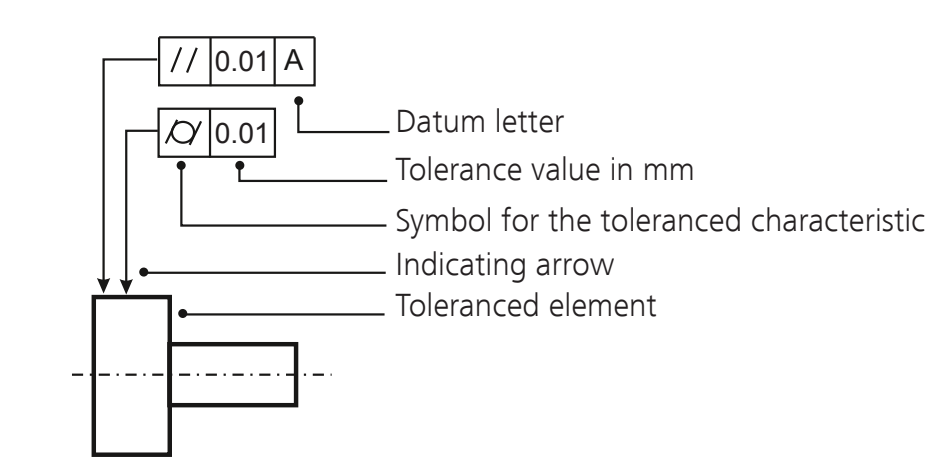 // 0.01 A
Datum letter
0.01
Tolerance value in mm
Symbol for the toleranced characteristic
Indicating arrow
Toleranced element